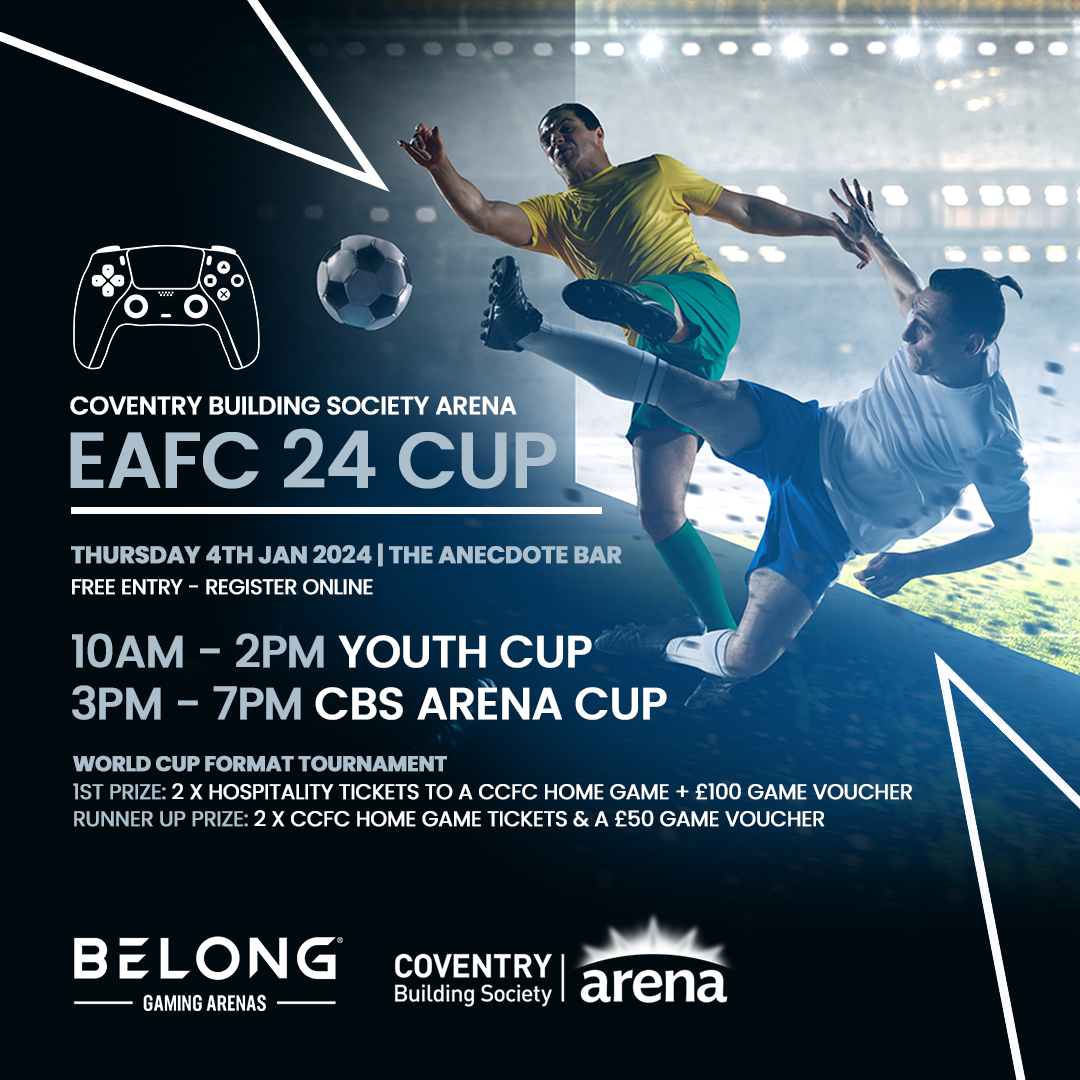 COVENTRY BUILDING SOCIETY ARENA
EAFC 24 CUP
THURSDAY 4TH JAN 2024 | THE ANECDOTE BAR
FREE ENTRY - REGISTER ONLINE
10AM - 2PM YOUTH CUP
3PM - 7PM CBS ARENA CUP
WORLD CUP FORMAT TOURNAMENT
1ST PRIZE: 2 X HOSPITALITY TICKETS TO A CCFC HOME GAME + £100 GAME VOUCHER
RUNNER UP PRIZE: 2 X CCFC HOME GAME TICKETS & A £50 GAME VOUCHER
BELONG®
GAMING ARENAS
COVENTRY
Building Society
arena